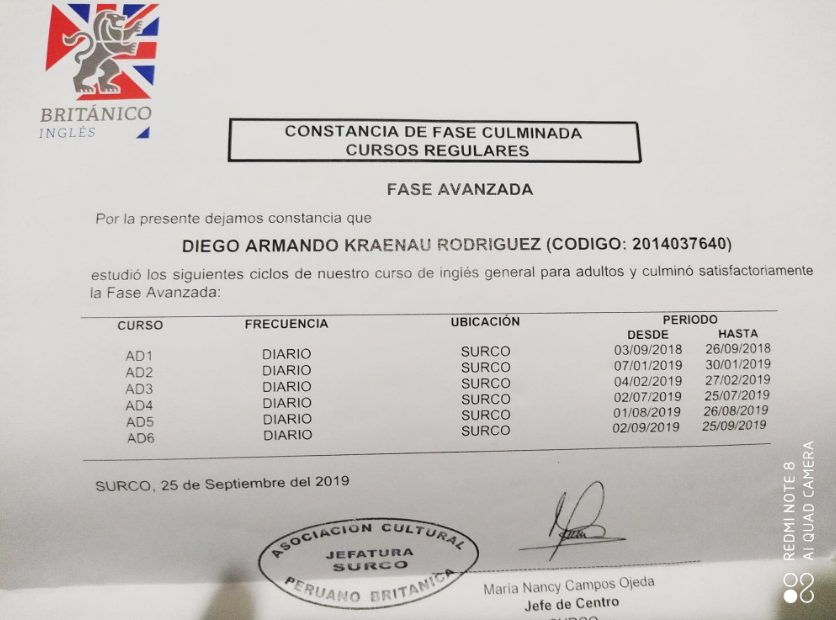 BRITÁNICO
INGLÉS
CONSTANCIA DE FASE CULMINADA
CURSOS REGULARES
FASE AVANZADA
Por la presente dejamos constancia que
DIEGO ARMANDO KRAENAU RODRIGUEZ (CODIGO: 2014037640)
estudió los siguientes ciclos de nuestro curso de inglés general para adultos y culminó satisfactoriamente
la Fase Avanzada:
CURSO FRECUENCIA UBICACIÓN PERIODO
DESDE HASTA
AD1 DIARIO SURCO 03/09/2018 26/09/2018
AD2 DIARIO SURCO 07/01/2019 30/01/2019
AD3 DIARIO SURCO 04/02/2019 27/02/2019
AD4 DIARIO SURCO 02/07/2019 25/07/2019
AD5 DIARIO SURCO 01/08/2019 26/08/2019
AD6 DIARIO SURCO 02/09/2019 25/09/2019
SURCO, 25 de Septiembre del 2019
ASOCIACION CULTURAL
JEFATURA
SURCO
PERUANO BRITANICA
Maria Nancy Campos Ojeda
Jefe de Centro
SURCO
REDMI NOTE 8
AI QUAD CAMERA